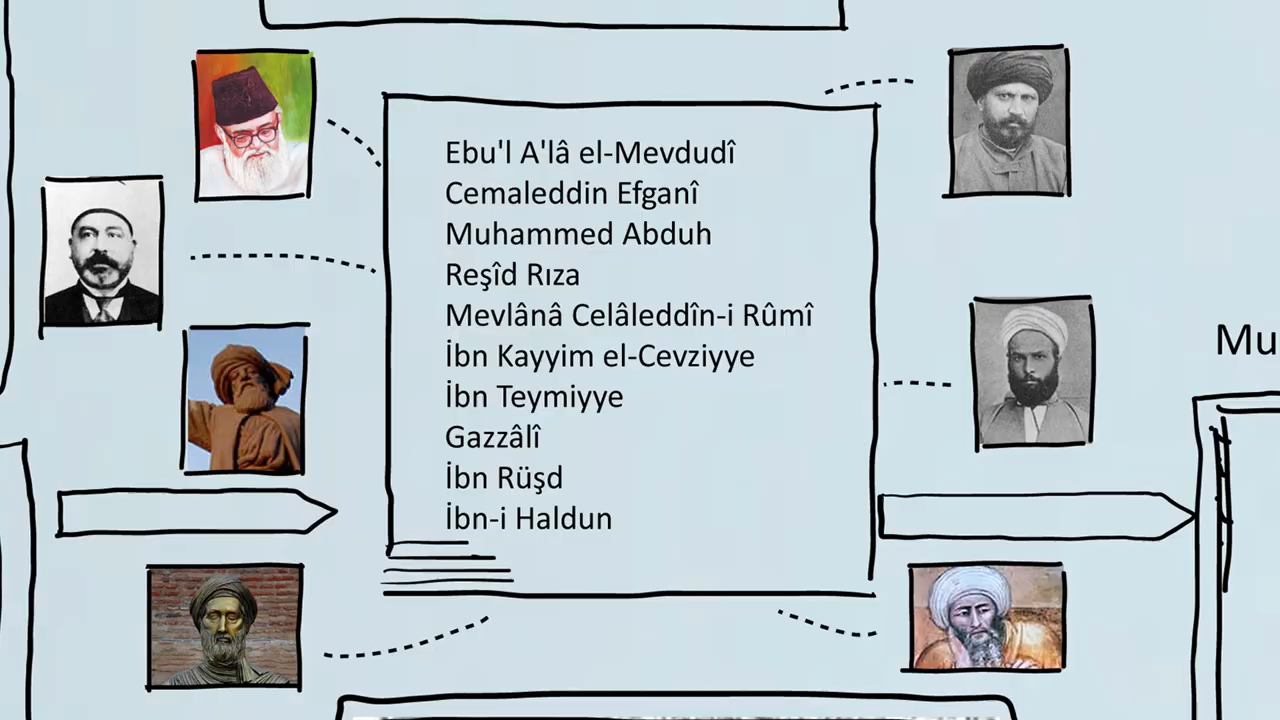 Ebu'l A'lâ el-Mevdudî
Cemaleddin Efganî
Muhammed Abduh
Reşîd Rıza
Mevlânâ Celâleddîn-i Rûmî
İbn Kayyim el-Cevziyye
İbn Teymiyye
Gazzâlî
İbn Rüşd
İbn-i Haldun
Mu